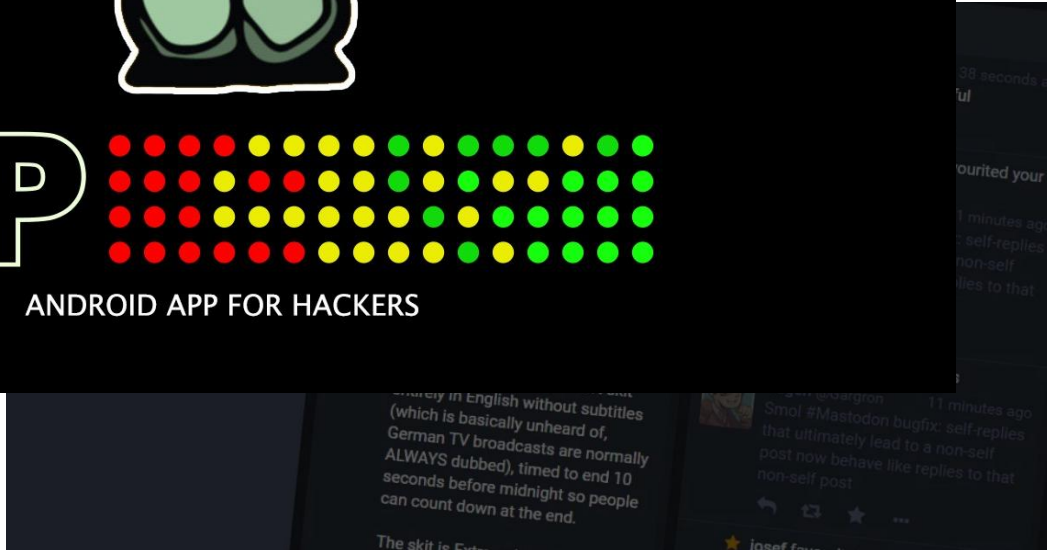 38 seconds
ful
ourited your
P
1 minutes ago
: self-replies
non-self
lies to that
ANDROID APP FOR HACKERS
entirely in English without subtitles
(which is basically unheard of,
German TV broadcasts are normally
ALWAYS dubbed), timed to end 10
seconds before midnight so people
can count down at the end.
The skit is
@Gargron 11 minutes ago
Smol #Mastodon bugfix: self-replies
that ultimately lead to a non-self
post now behave like replies to that
non-self post
josef